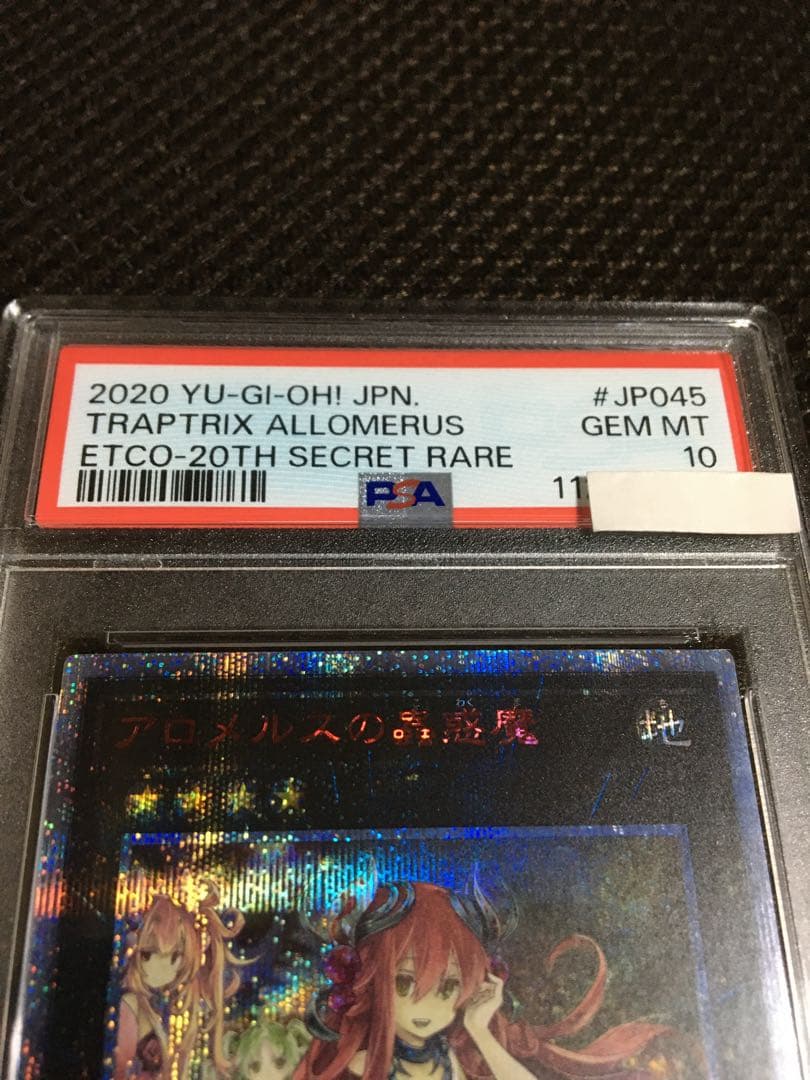 2020 YU-GI-OH! JPN. #JP045
TRAPTRIX ALLOMERUS GEM MT
ETCO-20TH SECRET RARE 10
PSA
アロメルスの蟲惑魔 地